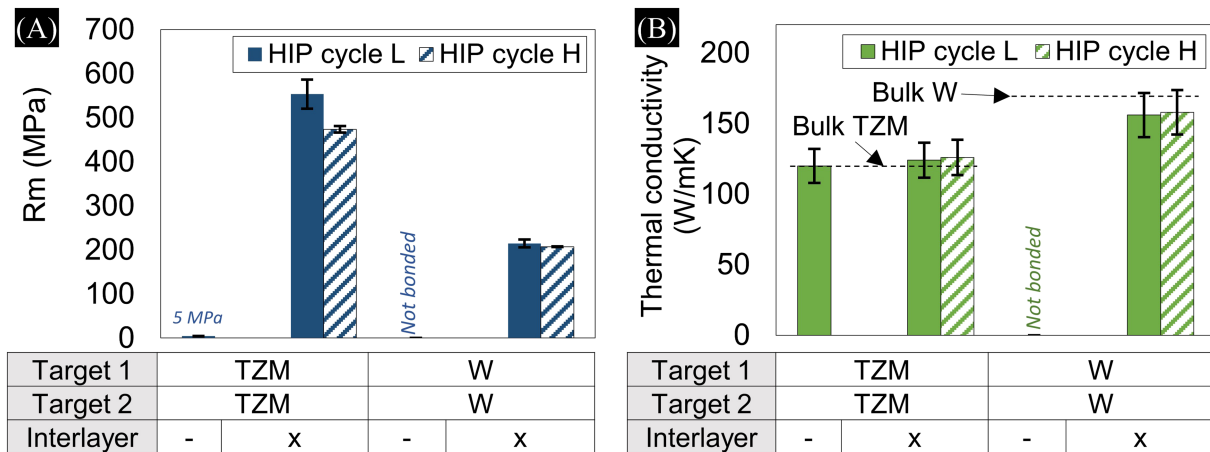 (A)
700
600
500
400
300
200
100
0
Rm (MPa)
HIP cycle L HIP cycle H
5 MPa
Not bonded
Target 1 TZM W
Target 2 TZM W
Interlayer - x - x
(B)
200
150
100
50
0
Thermal conductivity
(W/mK)
HIP cycle L HIP cycle H
Bulk W
Bulk TZM
Not bonded
Target 1 TZM W
Target 2 TZM W
Interlayer - x - x